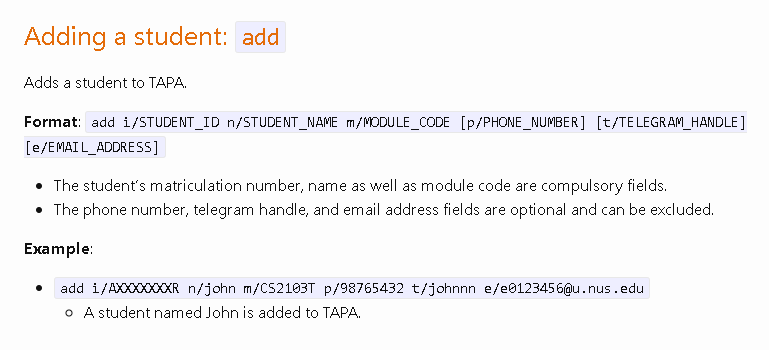 Adding a student: add
Adds a student to TAPA.
Format: add i/STUDENT_ID n/STUDENT_NAME m/MODULE_CODE [p/PHONE_NUMBER] [t/TELEGRAM_HANDLE]
[e/EMAIL_ADDRESS]
• The student's matriculation number, name as well as module code are compulsory fields.
• The phone number, telegram handle, and email address fields are optional and can be excluded.
Example:
• add i/AXXXXXXXR n/john m/CS2103T p/98765432 t/johnnn e/e0123456@u.nus.edu
◦ A student named John is added to TAPA.